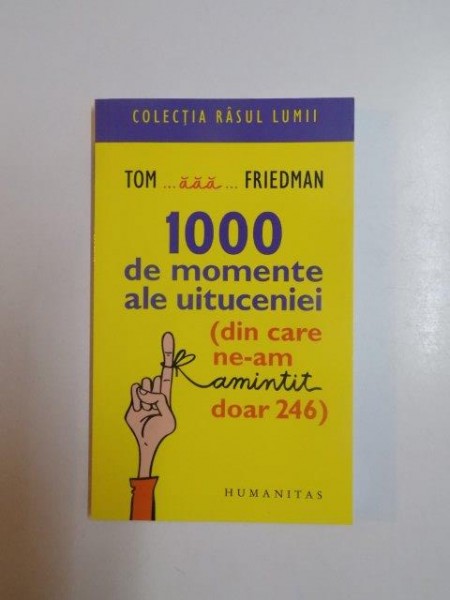 COLECȚIA RÂSUL LUMII
TOM ... ăăă ... FRIEDMAN
1000
de momente
ale uituceniei
(din care
ne-am
amintit
doar 246)
HUMANITAS